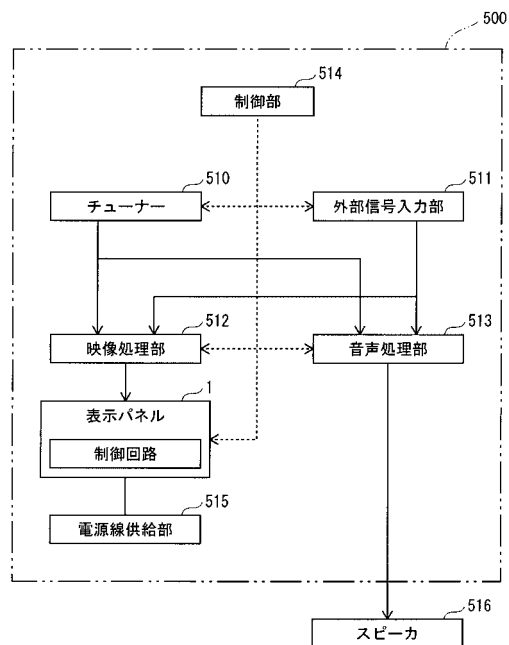 500
514
制御部
510
チューナー
511
外部信号入力部
512
映像処理部
513
音声処理部
1
表示パネル
制御回路
515
電源線供給部
516
スピーカ